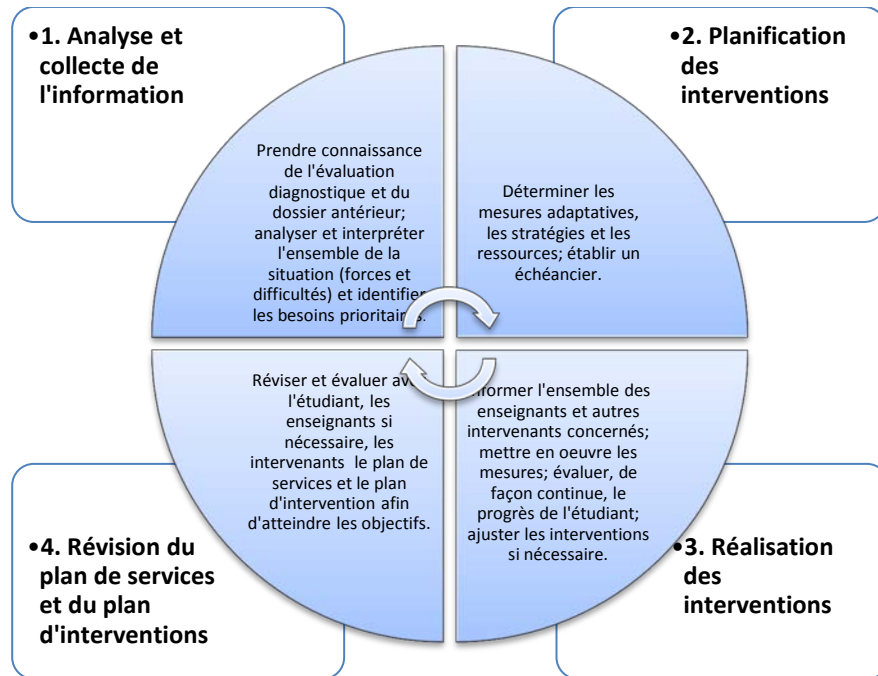 •1. Analyse et
collecte de
l'information
Prendre connaissance
de l'évaluation
diagnostique et du
dossier antérieur;
analyser et interpréter
l'ensemble de la
situation (forces et
difficultés) et identifier
les besoins prioritaires.
•2. Planification
des
interventions
Déterminer les
mesures adaptatives,
les stratégies et les
ressources; établir un
échéancier.
•3. Réalisation
des
interventions
Informer l'ensemble des
enseignants et autres
intervenants concernés;
mettre en oeuvre les
mesures; évaluer, de
façon continue, le
progrès de l'étudiant;
ajuster les interventions
si nécessaire.
•4. Révision du
plan de services
et du plan
d'interventions
Réviser et évaluer avec
l'étudiant, les
enseignants si
nécessaire, les
intervenants le plan de
services et le plan
d'intervention afin
d'atteindre les objectifs.